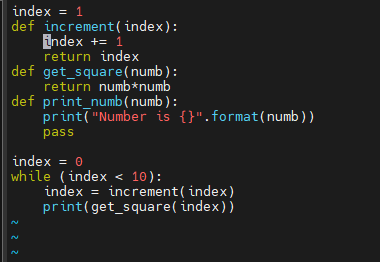 index = 1
def increment(index):
    index += 1
    return index
def get_square(numb):
    return numb*numb
def print_numb(numb):
    print("Number is {}".format(numb))
    pass

index = 0
while (index < 10):
    index = increment(index)
    print(get_square(index))
~
~
~